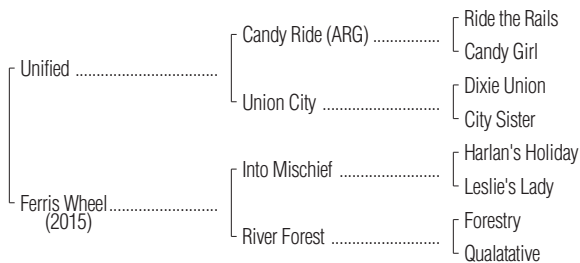 Ride the Rails
Candy Ride (ARG) ................
Candy Girl
Unified ..................................
Dixie Union
Union City ............................
City Sister
Harlan's Holiday
Into Mischief ........................
Leslie's Lady
Ferris Wheel ..........................
(2015)
Forestry
River Forest ..........................
Qualatative